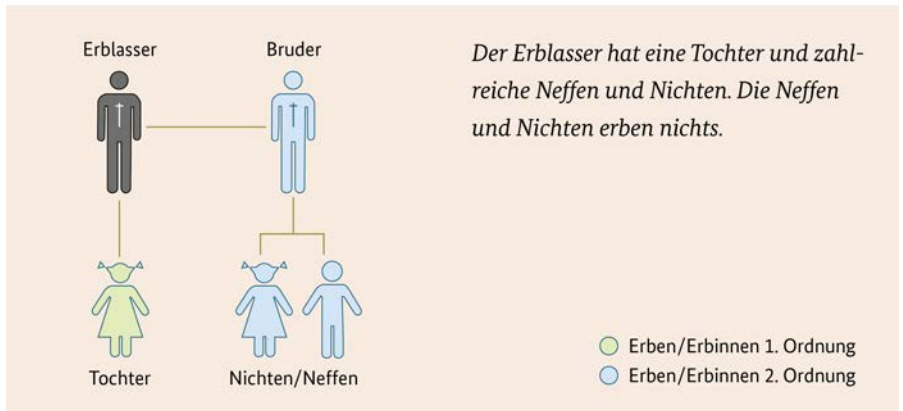 Erblasser
Bruder
Der Erblasser hat eine Tochter und zahl-
reiche Neffen und Nichten. Die Neffen
und Nichten erben nichts.
Tochter
Nichten/Neffen
Erben/Erbinnen 1. Ordnung
Erben/Erbinnen 2. Ordnung